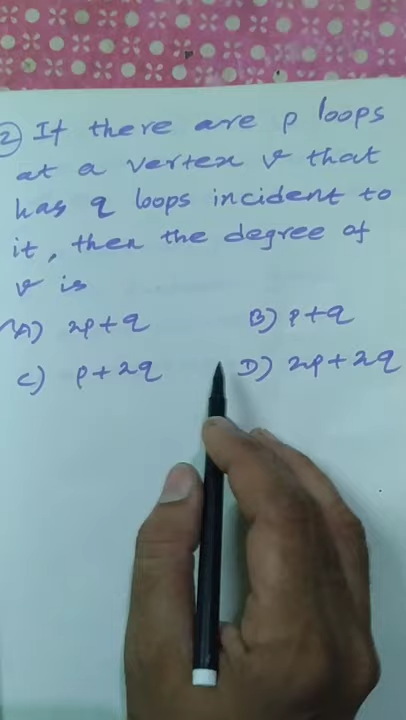 2) If there are p loops
at a vertex v that
has q loops incident to
it, then the degree of
v is
A) 2p+q B) p+q
C) p+2q D) 2p+2q